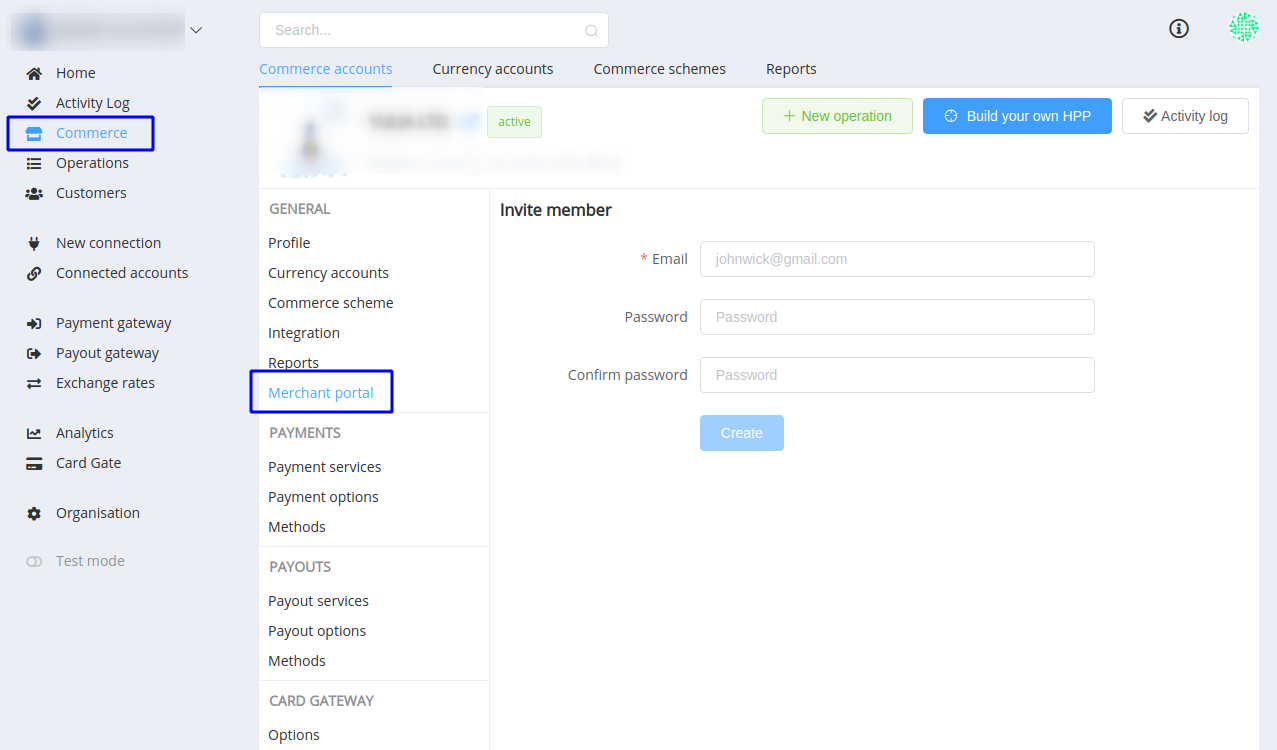 Search...
Home
Activity Log
Commerce
Operations
Customers
New connection
Connected accounts
Payment gateway
Payout gateway
Exchange rates
Analytics
Card Gate
Organisation
Test mode
Commerce accounts Currency accounts Commerce schemes Reports
active
+ New operation Build your own HPP Activity log
GENERAL
Profile
Currency accounts
Commerce scheme
Integration
Reports
Merchant portal
PAYMENTS
Payment services
Payment options
Methods
PAYOUTS
Payout services
Payout options
Methods
CARD GATEWAY
Options
Invite member
* Email johnwick@gmail.com
Password Password
Confirm password Password
Create